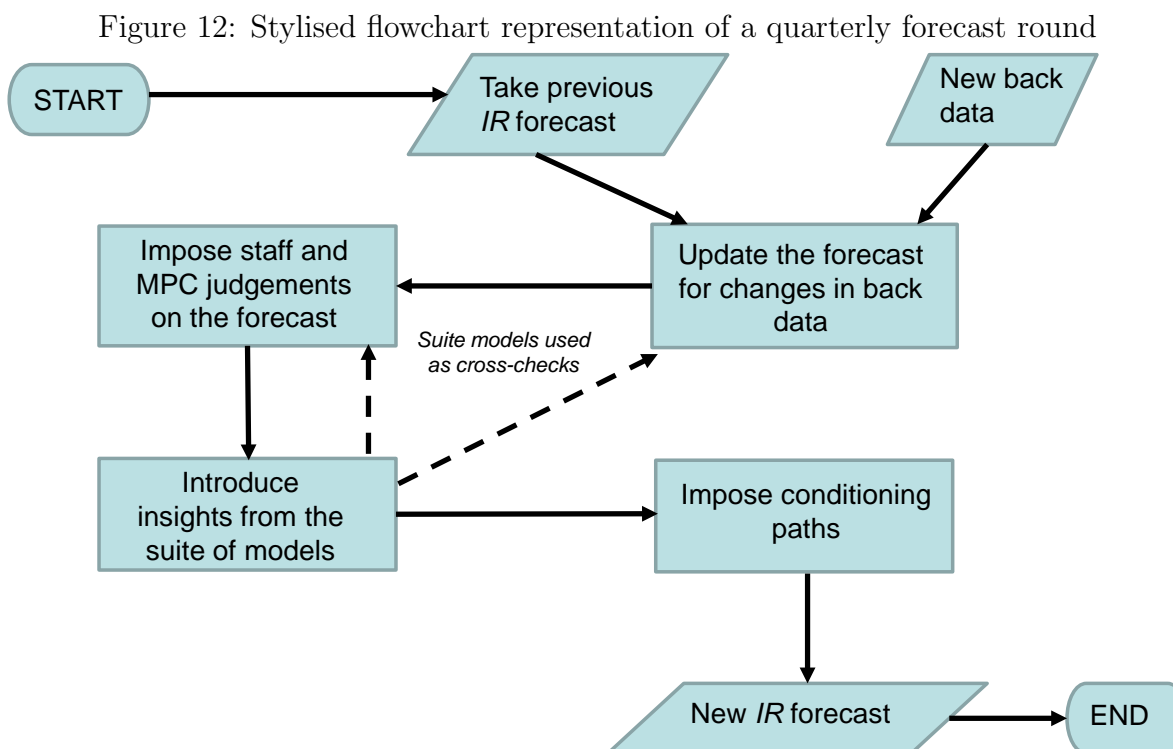 Figure 12: Stylised flowchart representation of a quarterly forecast round
START
Take previous
IR forecast
New back
data
Impose staff and
MPC judgements
on the forecast
Update the forecast
for changes in back
data
Suite models used
as cross-checks
Introduce
insights from the
suite of models
Impose conditioning
paths
New IR forecast
END